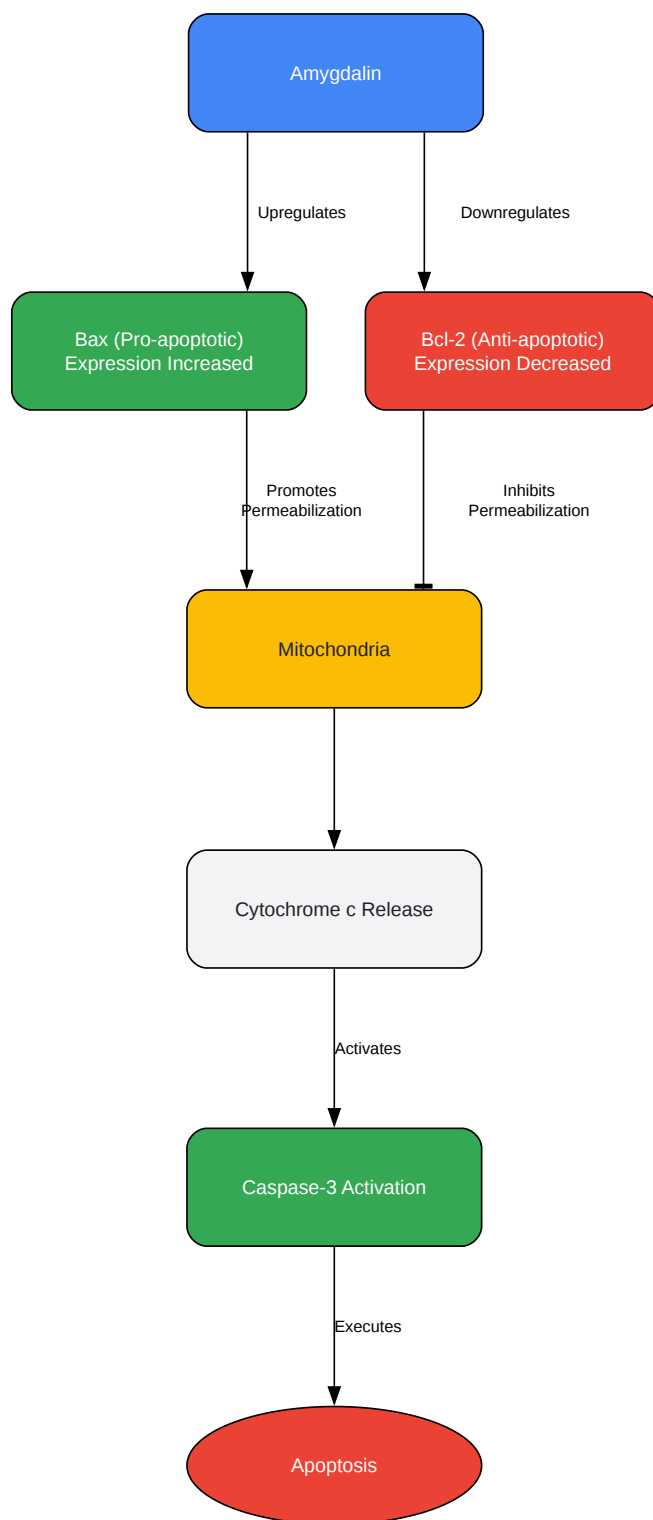 Amygdalin
Upregulates
Downregulates
Bax (Pro-apoptotic)
Expression Increased
Bcl-2 (Anti-apoptotic)
Expression Decreased
Promotes
Permeabilization
Inhibits
Permeabilization
Mitochondria
Cytochrome c Release
Activates
Caspase-3 Activation
Executes
Apoptosis